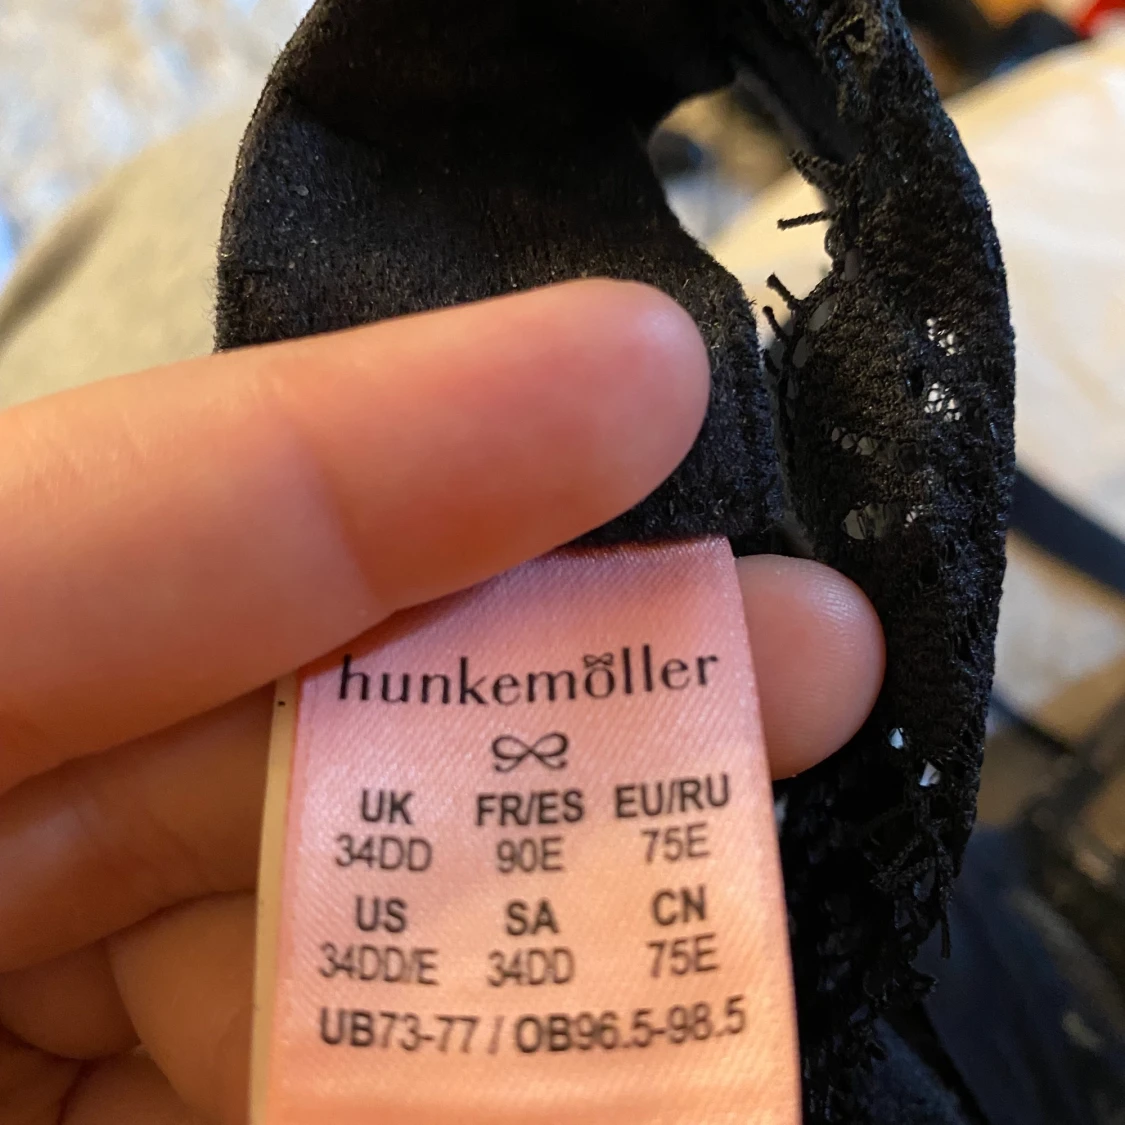 hunkemöller
UK FR/ES EU/RU
34DD 90E 75E
US SA CN
34DD/E 34DD 75E
UB73-77 / OB96.5-98.5